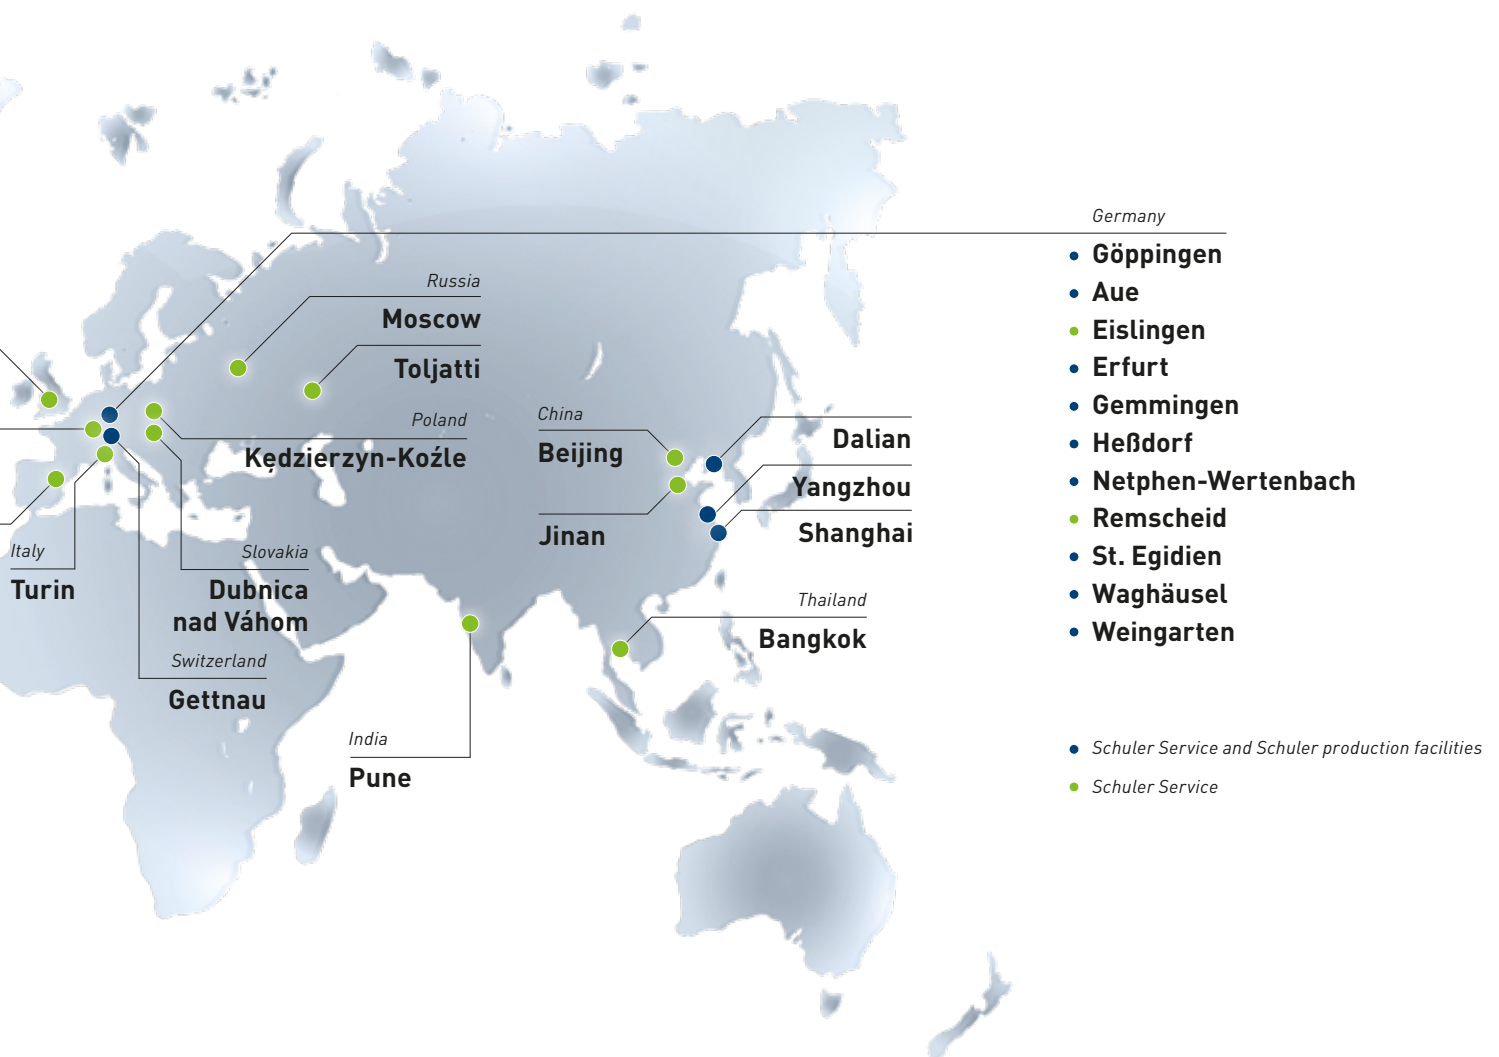 Germany
Göppingen
Aue
Eislingen
Erfurt
Gemmingen
Heßdorf
Netphen-Wertenbach
Remscheid
St. Egidien
Waghäusel
Weingarten
Russia
Moscow
Toljatti
Poland
Kędzierzyn-Koźle
China
Beijing
Jinan
Dalian
Yangzhou
Shanghai
Italy
Turin
Slovakia
Dubnica
nad Váhom
Switzerland
Gettnau
Thailand
Bangkok
India
Pune
Schuler Service and Schuler production facilities
Schuler Service